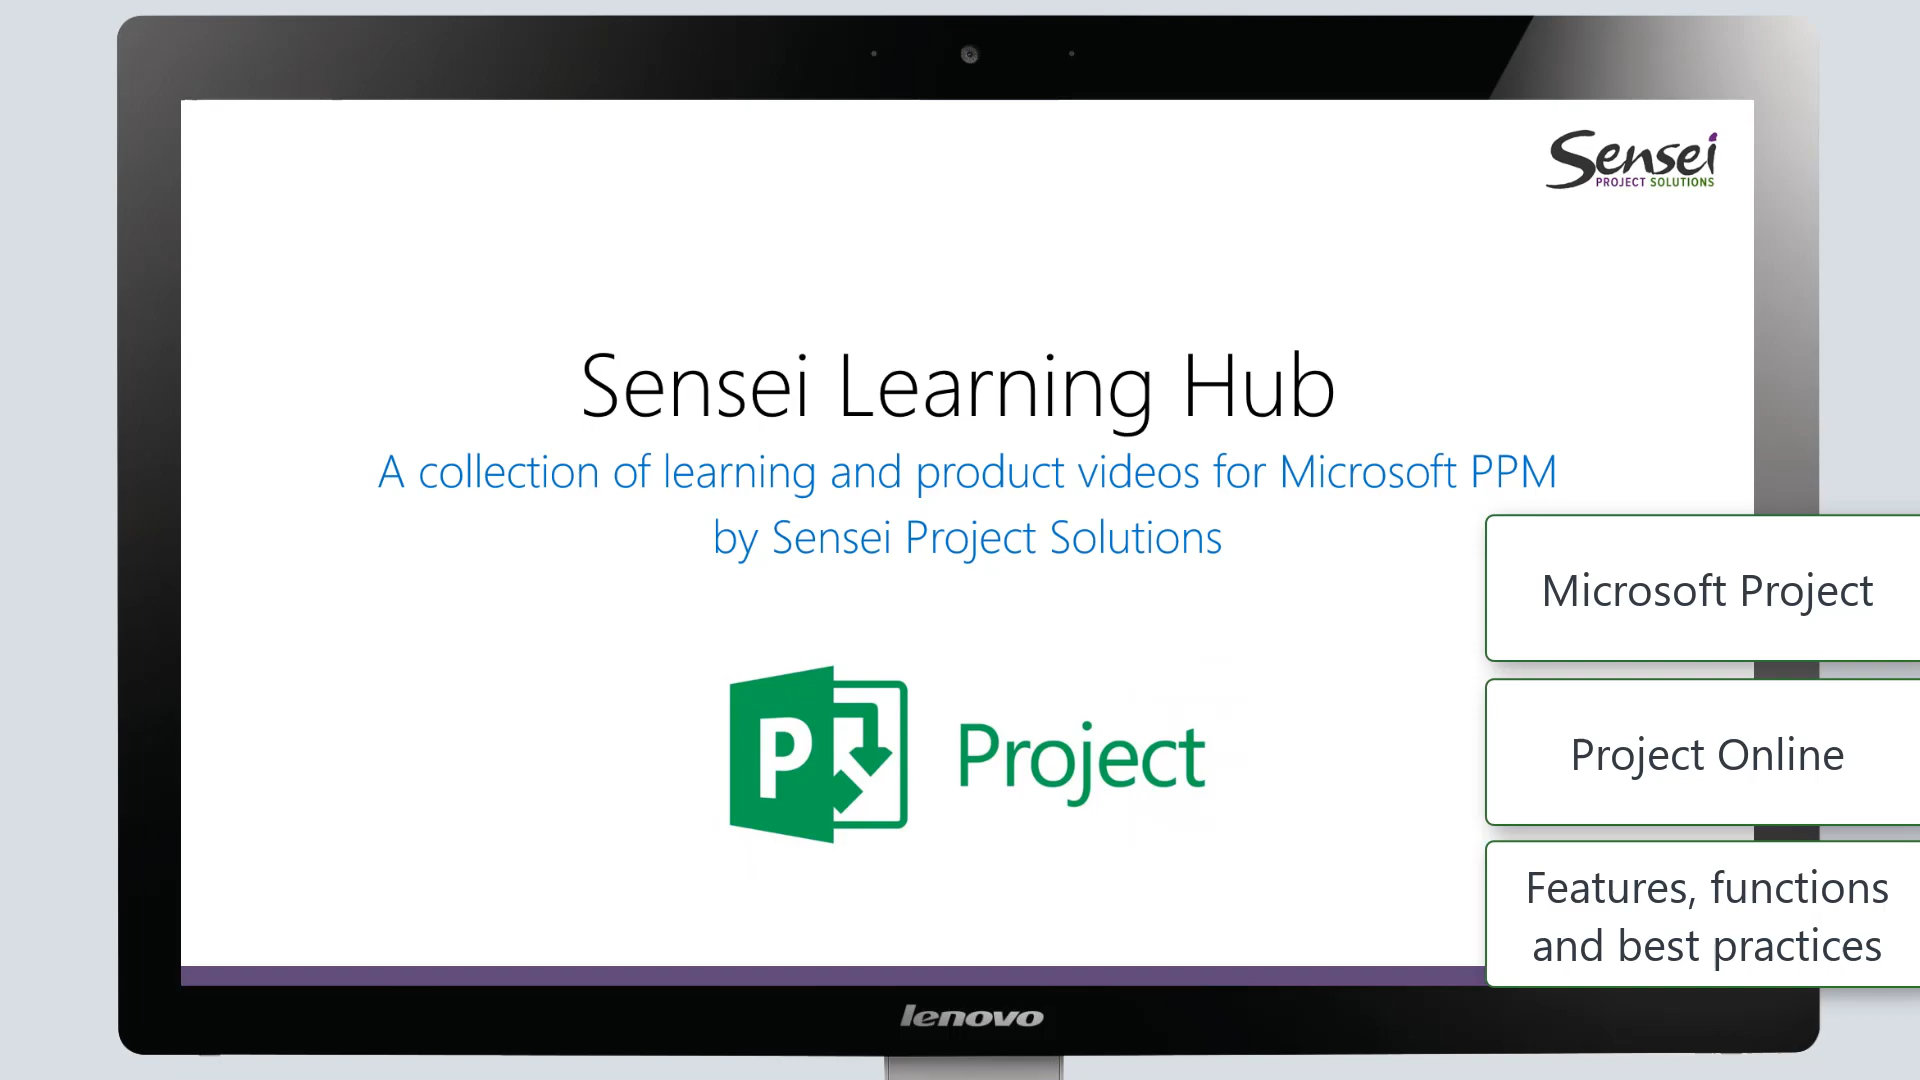 Sensei
PROJECT SOLUTIONS
Sensei Learning Hub
A collection of learning and product videos for Microsoft PPM
by Sensei Project Solutions
P
Project
Microsoft Project
Project Online
Features, functions
and best practices
lenovo